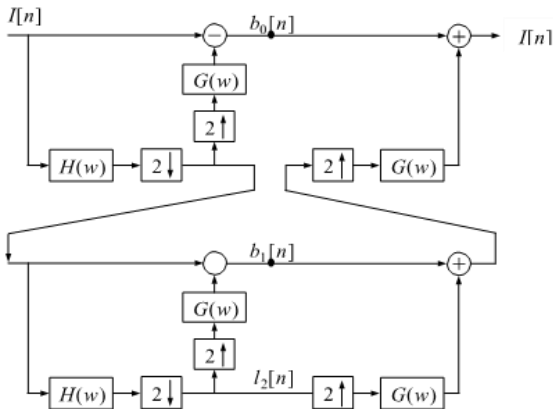 I[n]
b₀[n]
I[n]
−
+
G(w)
2↑
H(w)
2↓
2↑
G(w)
b₁[n]
+
G(w)
2↑
l₂[n]
H(w)
2↓
2↑
G(w)